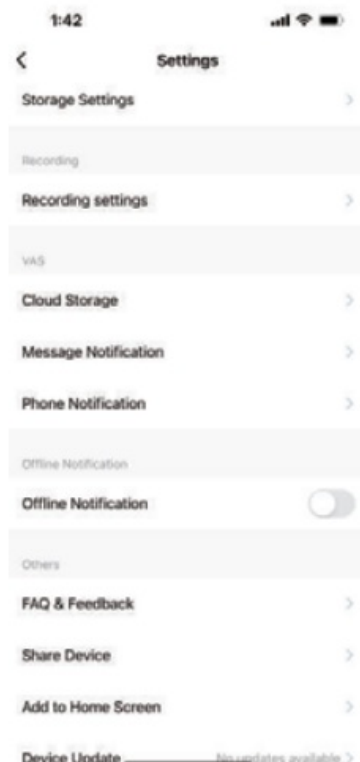 1:42
Settings
Storage Settings
Recording
Recording settings
VAS
Cloud Storage
Message Notification
Phone Notification
Offline Notification
Offline Notification
Others
FAQ & Feedback
Share Device
Add to Home Screen
Device Update No updates available